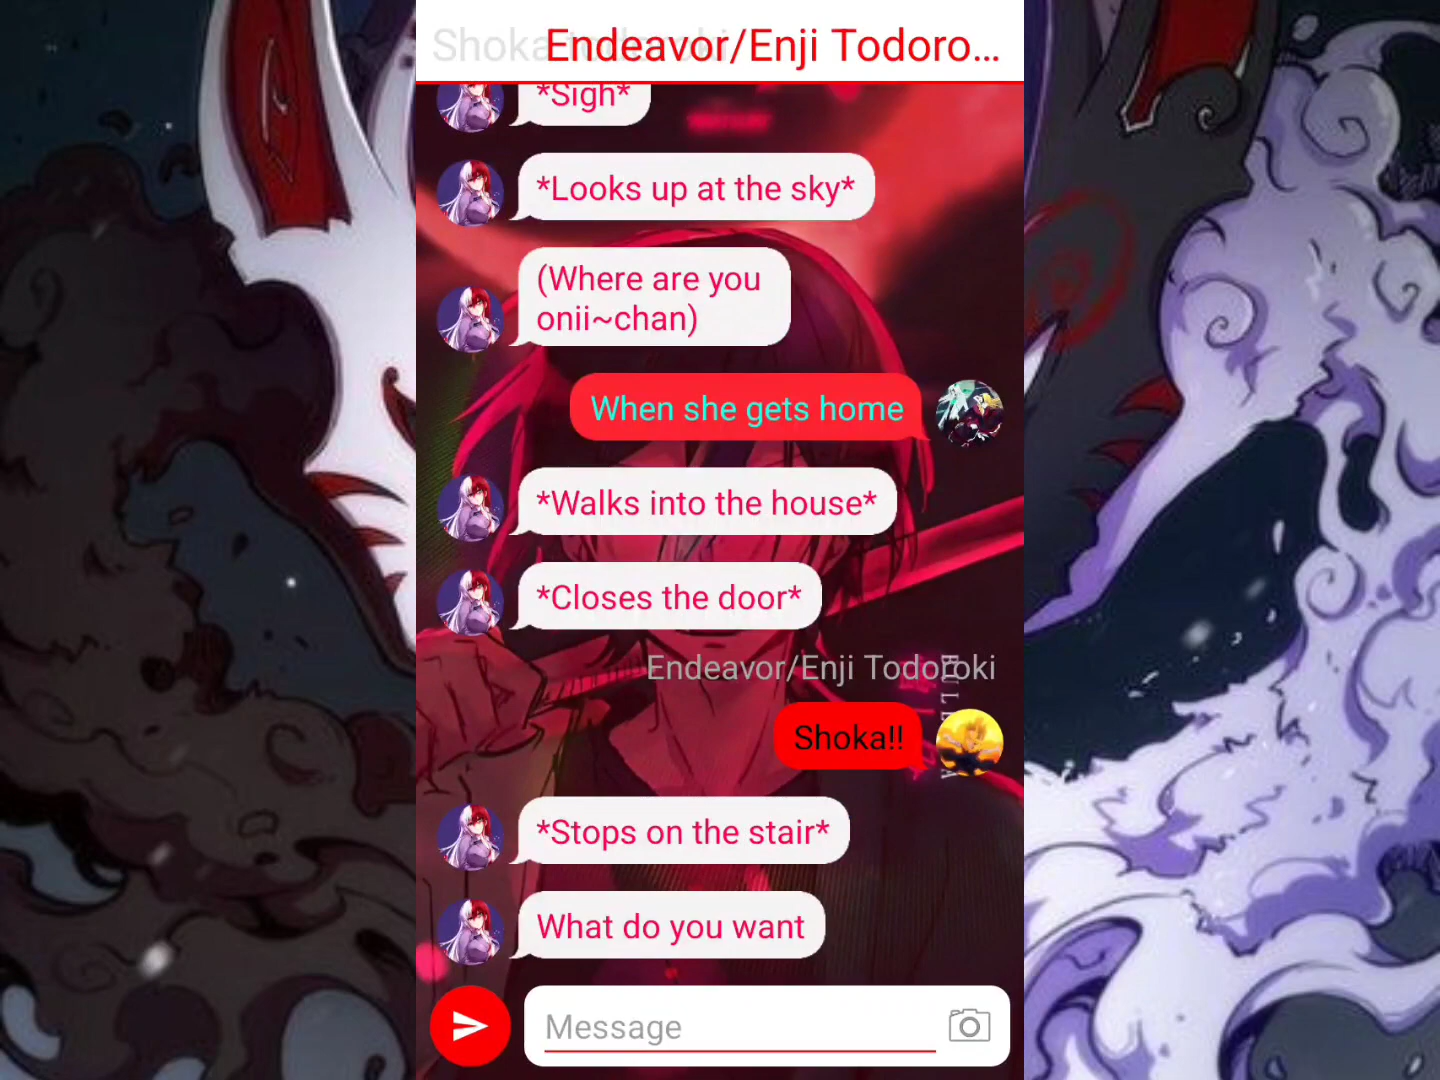 Shoka todoroki
Endeavor/Enji Todoro...
*Sigh*
*Looks up at the sky*
(Where are you
onii~chan)
When she gets home
*Walks into the house*
*Closes the door*
Endeavor/Enji Todoroki
Shoka!!
*Stops on the stair*
What do you want
Message